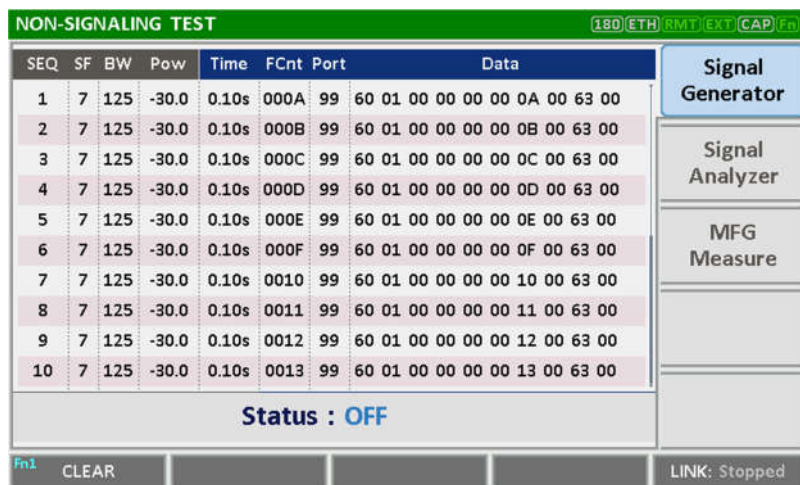 NON-SIGNALING TEST
180 ETH RMT EXT CAP Fn
SEQ SF BW Pow Time FCnt Port Data
1 7 125 -30.0 0.10s 000A 99 60 01 00 00 00 00 0A 00 63 00
2 7 125 -30.0 0.10s 000B 99 60 01 00 00 00 00 0B 00 63 00
3 7 125 -30.0 0.10s 000C 99 60 01 00 00 00 00 0C 00 63 00
4 7 125 -30.0 0.10s 000D 99 60 01 00 00 00 00 0D 00 63 00
5 7 125 -30.0 0.10s 000E 99 60 01 00 00 00 00 0E 00 63 00
6 7 125 -30.0 0.10s 000F 99 60 01 00 00 00 00 0F 00 63 00
7 7 125 -30.0 0.10s 0010 99 60 01 00 00 00 00 10 00 63 00
8 7 125 -30.0 0.10s 0011 99 60 01 00 00 00 00 11 00 63 00
9 7 125 -30.0 0.10s 0012 99 60 01 00 00 00 00 12 00 63 00
10 7 125 -30.0 0.10s 0013 99 60 01 00 00 00 00 13 00 63 00
Status : OFF
Signal
Generator
Signal
Analyzer
MFG
Measure
Fn1 CLEAR
LINK: Stopped